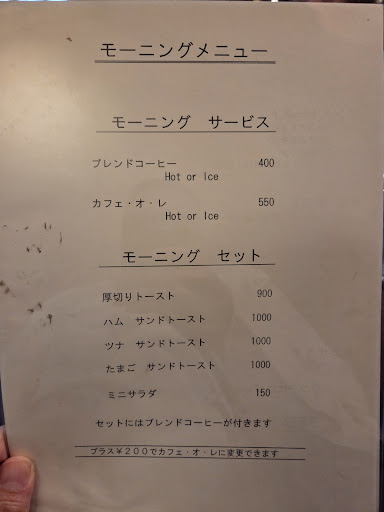 モーニングメニュー
モーニング サービス
ブレンドコーヒー 400
Hot or Ice
カフェ・オ・レ 550
Hot or Ice
モーニング セット
厚切りトースト 900
ハム サンドトースト 1000
ツナ サンドトースト 1000
たまご サンドトースト 1000
ミニサラダ 150
セットにはブレンドコーヒーが付きます
プラス¥200でカフェ・オ・レに変更できます